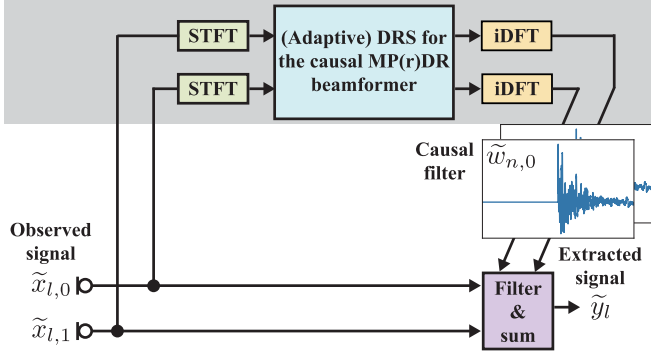 STFT
(Adaptive) DRS for
the causal MP(r)DR
beamformer
iDFT
STFT
iDFT
Causal
filter
w̃ₙ,₀
Observed
signal
x̃ₗ,₀
x̃ₗ,₁
Extracted
signal
Filter
&
sum
ỹₗ